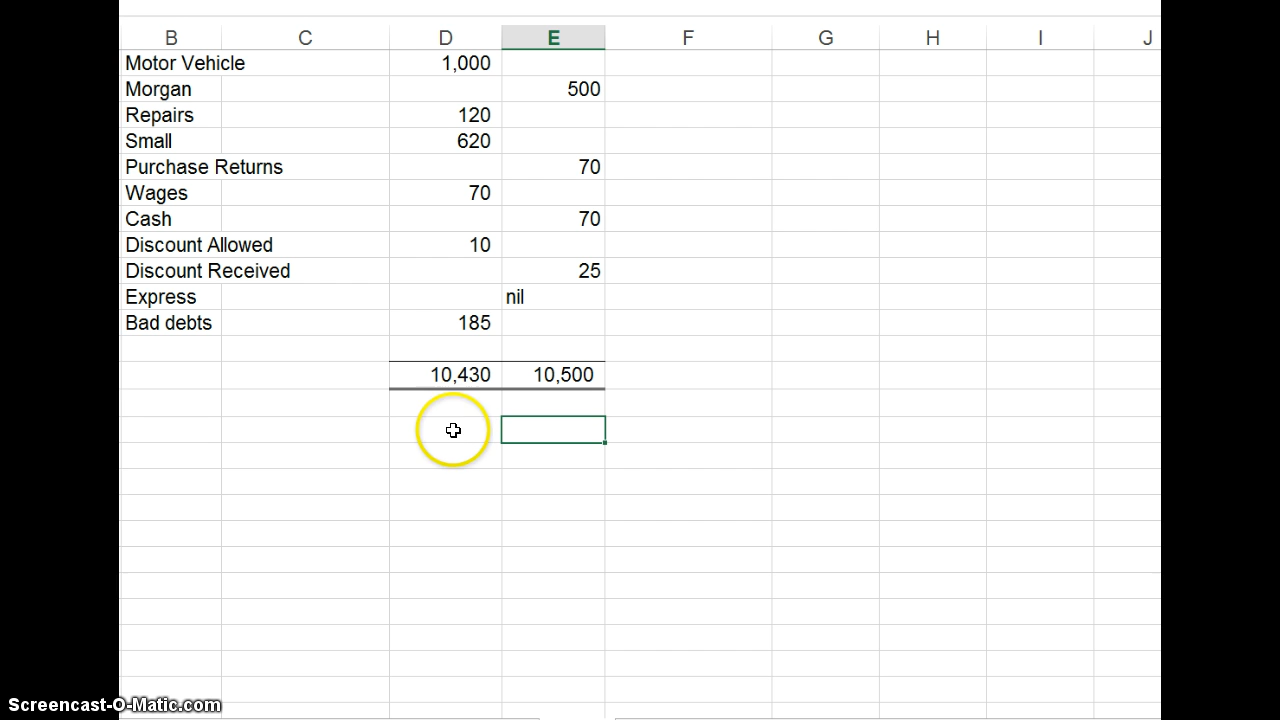 B C D E F G H I J
Motor Vehicle 1,000
Morgan 500
Repairs 120
Small 620
Purchase Returns 70
Wages 70
Cash 70
Discount Allowed 10
Discount Received 25
Express nil
Bad debts 185
10,430 10,500
Screencast-O-Matic.com